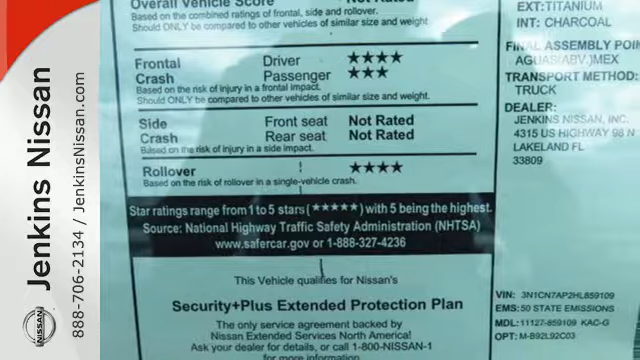 Jenkins Nissan
888-706-2134 / JenkinsNissan.com
NISSAN
Overall Vehicle Score Not Rated
Based on the combined ratings of frontal, side and rollover.
Should ONLY be compared to other vehicles of similar size and weight
Frontal Driver ★★★★
Crash Passenger ★★★
Based on the risk of injury in a frontal impact.
Should ONLY be compared to other vehicles of similar size and weight.
Side Front seat Not Rated
Crash Rear seat Not Rated
Based on the risk of injury in a side impact.
Rollover ★★★★
Based on the risk of rollover in a single-vehicle crash.
Star ratings range from 1 to 5 stars (★★★★★) with 5 being the highest.
Source: National Highway Traffic Safety Administration (NHTSA)
www.safercar.gov or 1-888-327-4236
This Vehicle qualifies for Nissan's
Security+Plus Extended Protection Plan
The only service agreement backed by
Nissan Extended Services North America!
Ask your dealer for details, or call 1-800-NISSAN-1
for more information
EXT:TITANIUM
INT: CHARCOAL
FINAL ASSEMBLY POIN
AGUAS(ABV.)MEX
TRANSPORT METHOD:
TRUCK
DEALER:
JENKINS NISSAN, INC.
4315 US HIGHWAY 98 N
LAKELAND FL
33809
VIN: 3N1CN7AP2HL859109
EMS: 50 STATE EMISSIONS
MDL: 11127-859109 KAC-G
OPT: M-B92L92C03